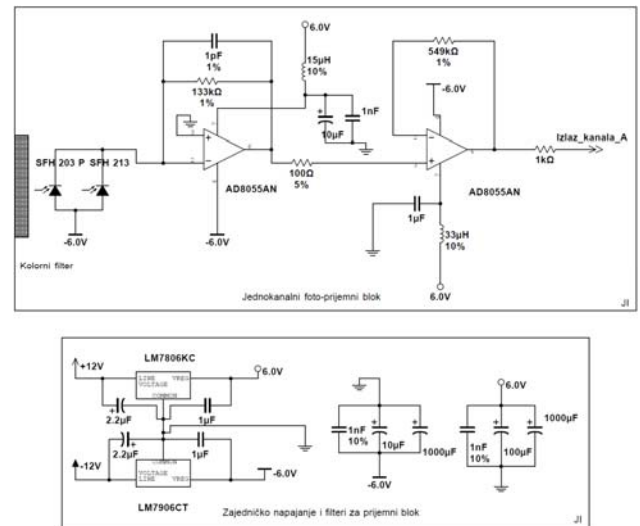 6.0V
1pF
1%
133kΩ
1%
15μH
10%
10μF
1nF
549kΩ
1%
-6.0V
SFH 203 P SFH 213
AD8055AN
100Ω
5%
AD8055AN
Izlaz_kanala_A
1kΩ
1μF
33μH
10%
-6.0V
-6.0V
6.0V
Kolorni filter
Jednokanalni foto-prijemni blok
JI
LM7806KC
+12V
6.0V
LINE VREG
VOLTAGE
COMMON
2.2μF
1μF
2.2μF
1μF
COMMON
-12V
VOLTAGE
LINE VREG
-6.0V
LM7906CT
1nF
10%
10μF
1000μF
-6.0V
6.0V
1nF
10%
100μF
1000μF
Zajedničko napajanje i filteri za prijemni blok
JI